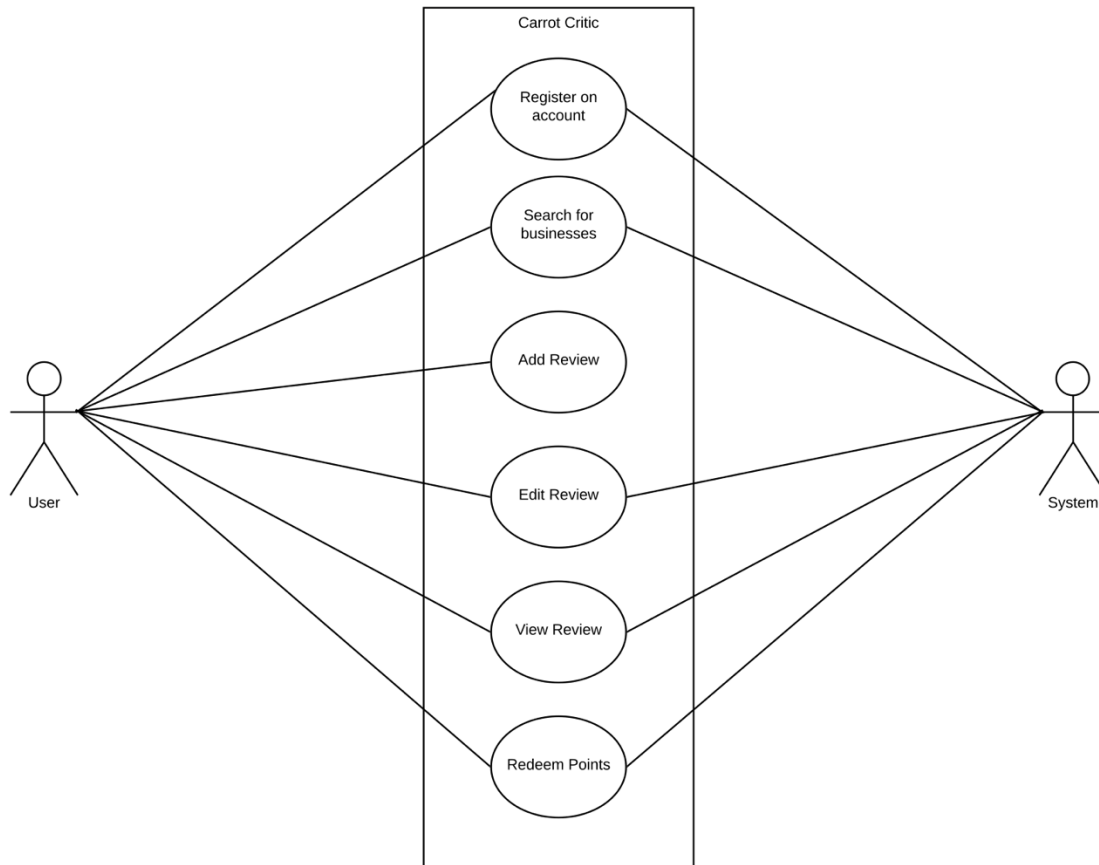 Carrot Critic
Register on
account
Search for
businesses
Add Review
Edit Review
View Review
Redeem Points
User
System